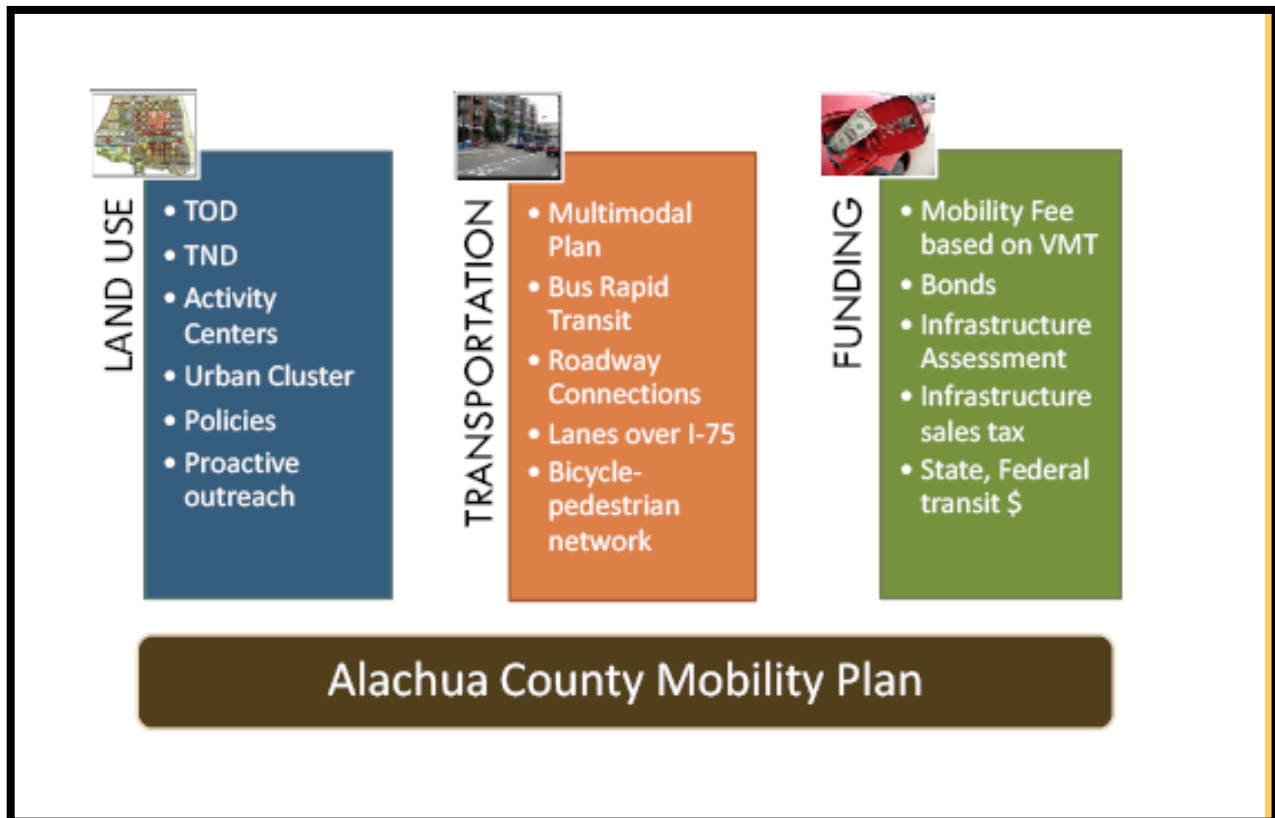 LAND USE
• TOD
• TND
• Activity
Centers
• Urban Cluster
• Policies
• Proactive
outreach
TRANSPORTATION
• Multimodal
Plan
• Bus Rapid
Transit
• Roadway
Connections
• Lanes over I-75
• Bicycle-
pedestrian
network
FUNDING
• Mobility Fee
based on VMT
• Bonds
• Infrastructure
Assessment
• Infrastructure
sales tax
• State, Federal
transit $
Alachua County Mobility Plan